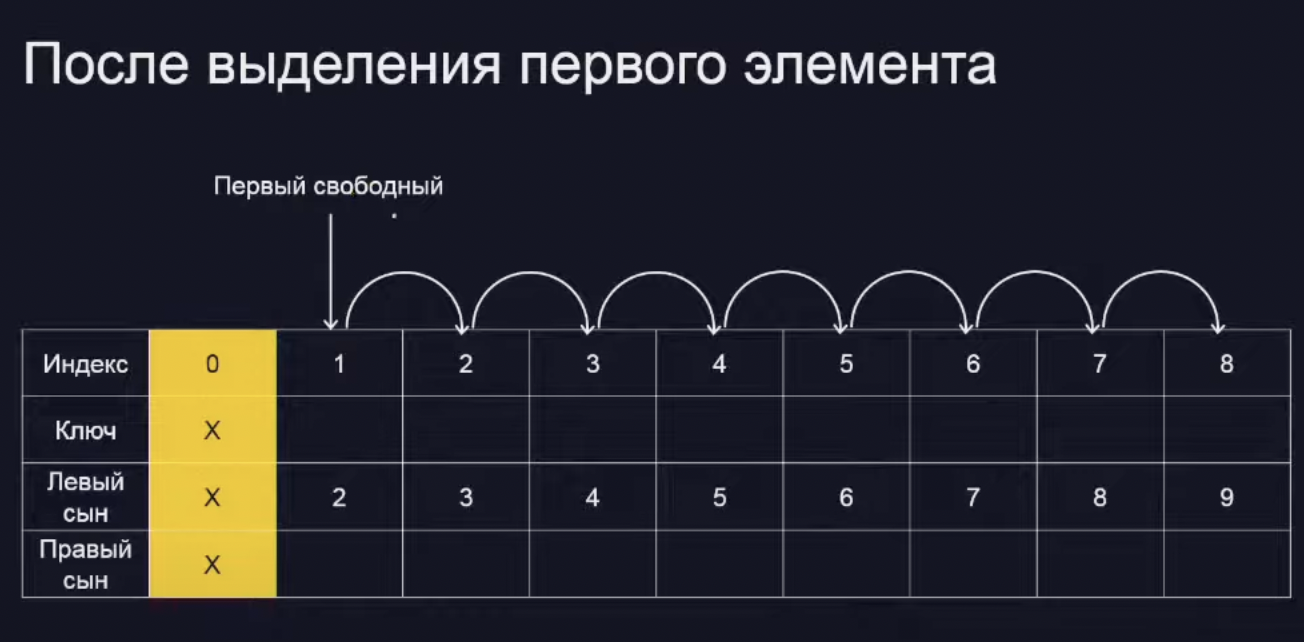 После выделения первого элемента
Первый свободный
Индекс 0 1 2 3 4 5 6 7 8
Ключ X
Левый сын X 2 3 4 5 6 7 8 9
Правый сын X